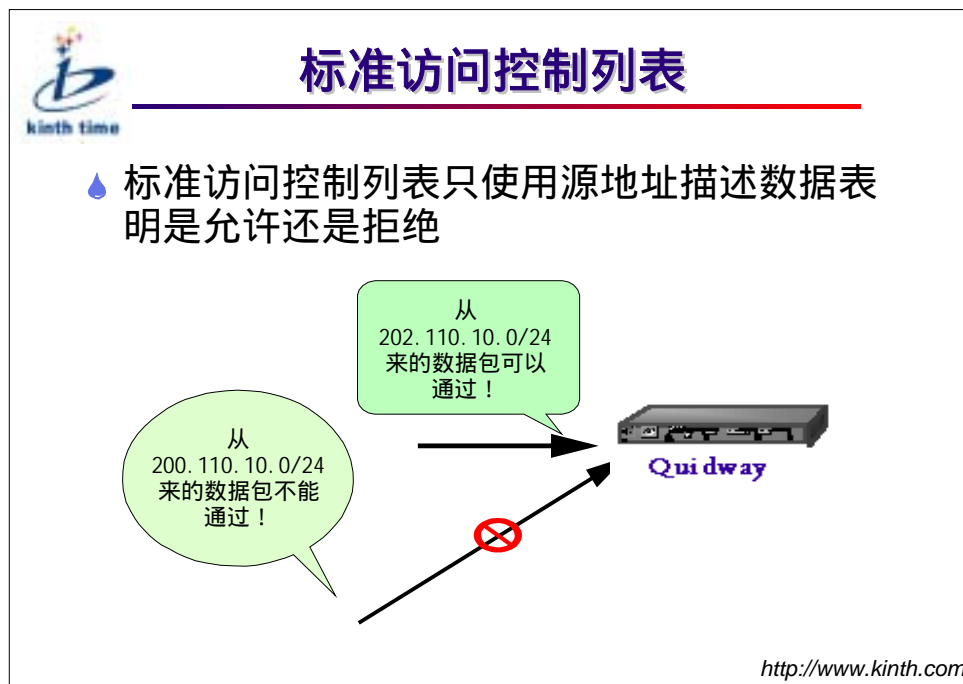 kinth time
标准访问控制列表
标准访问控制列表只使用源地址描述数据表
明是允许还是拒绝
从
202.110.10.0/24
来的数据包可以
通过！
从
200.110.10.0/24
来的数据包不能
通过！
Quidway
http://www.kinth.com